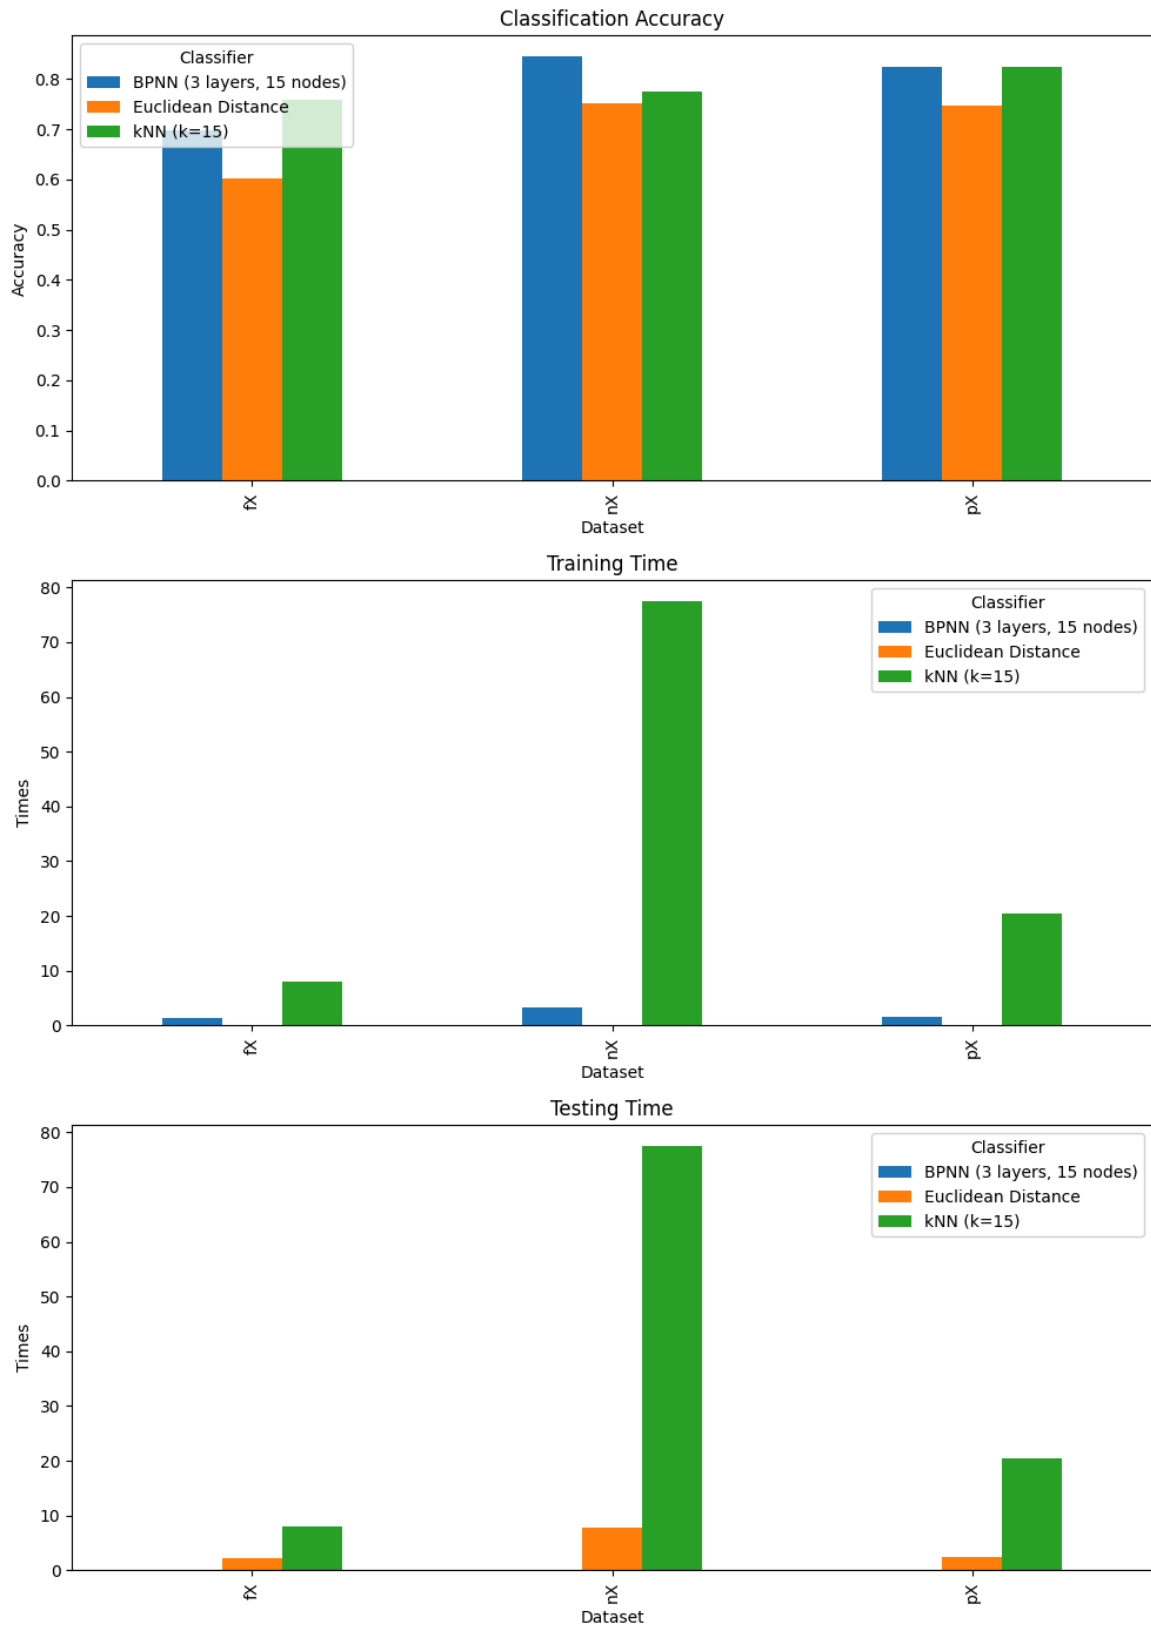 Classification Accuracy
Classifier
BPNN (3 layers, 15 nodes)
Euclidean Distance
kNN (k=15)
Accuracy
0.8
0.7
0.6
0.5
0.4
0.3
0.2
0.1
0.0
fX
nX
pX
Dataset
Training Time
Classifier
BPNN (3 layers, 15 nodes)
Euclidean Distance
kNN (k=15)
Times
80
70
60
50
40
30
20
10
0
fX
nX
pX
Dataset
Testing Time
Classifier
BPNN (3 layers, 15 nodes)
Euclidean Distance
kNN (k=15)
Times
80
70
60
50
40
30
20
10
0
fX
nX
pX
Dataset